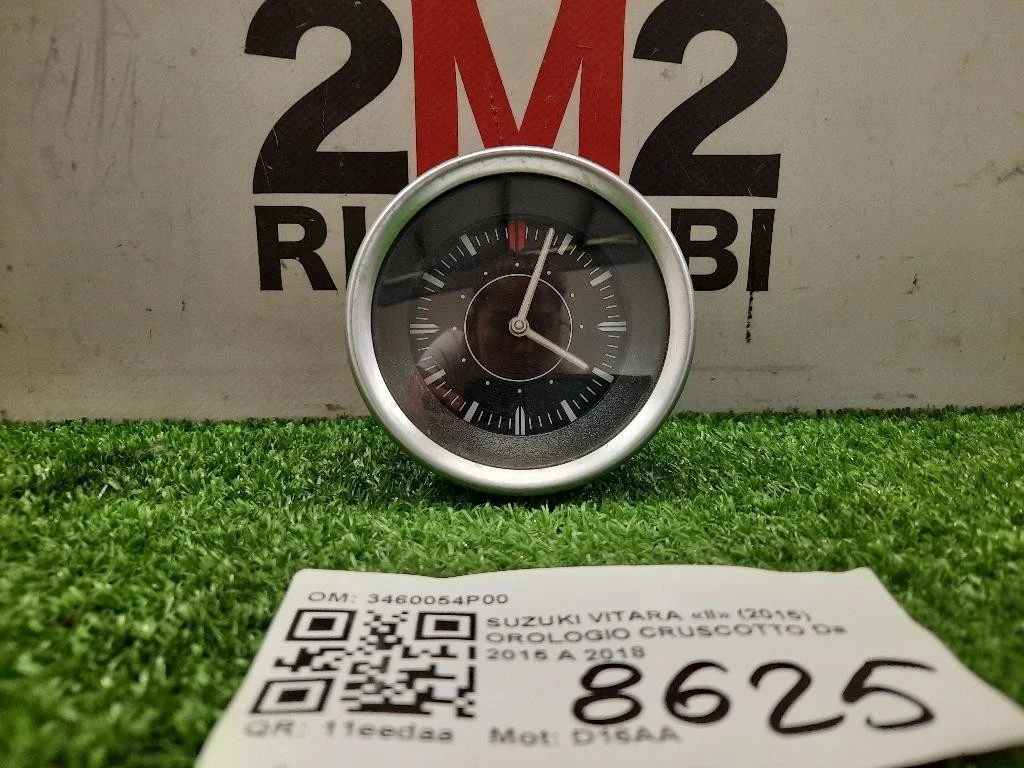 2M2
RI BI
OM: 3460054P00
SUZUKI VITARA «II» (2015)
OROLOGIO CRUSCOTTO Da
2015 A 2018
8625
QR: 11eedaa Mot: D16AA